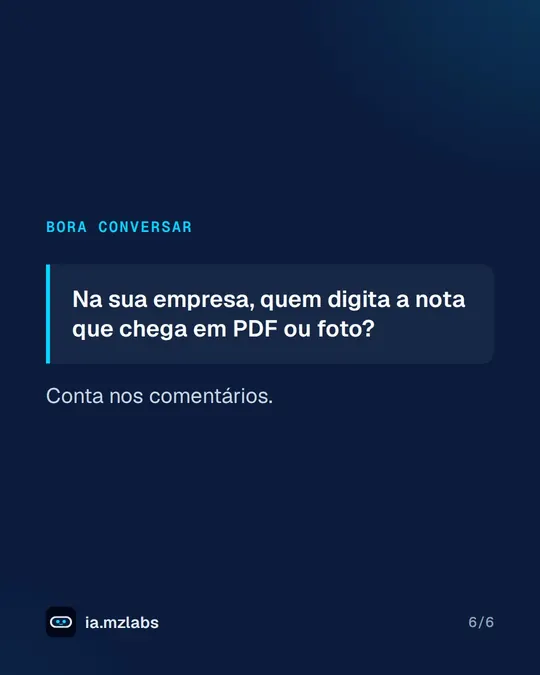 BORA CONVERSAR
Na sua empresa, quem digita a nota
que chega em PDF ou foto?
Conta nos comentários.
ia.mzlabs
6/6